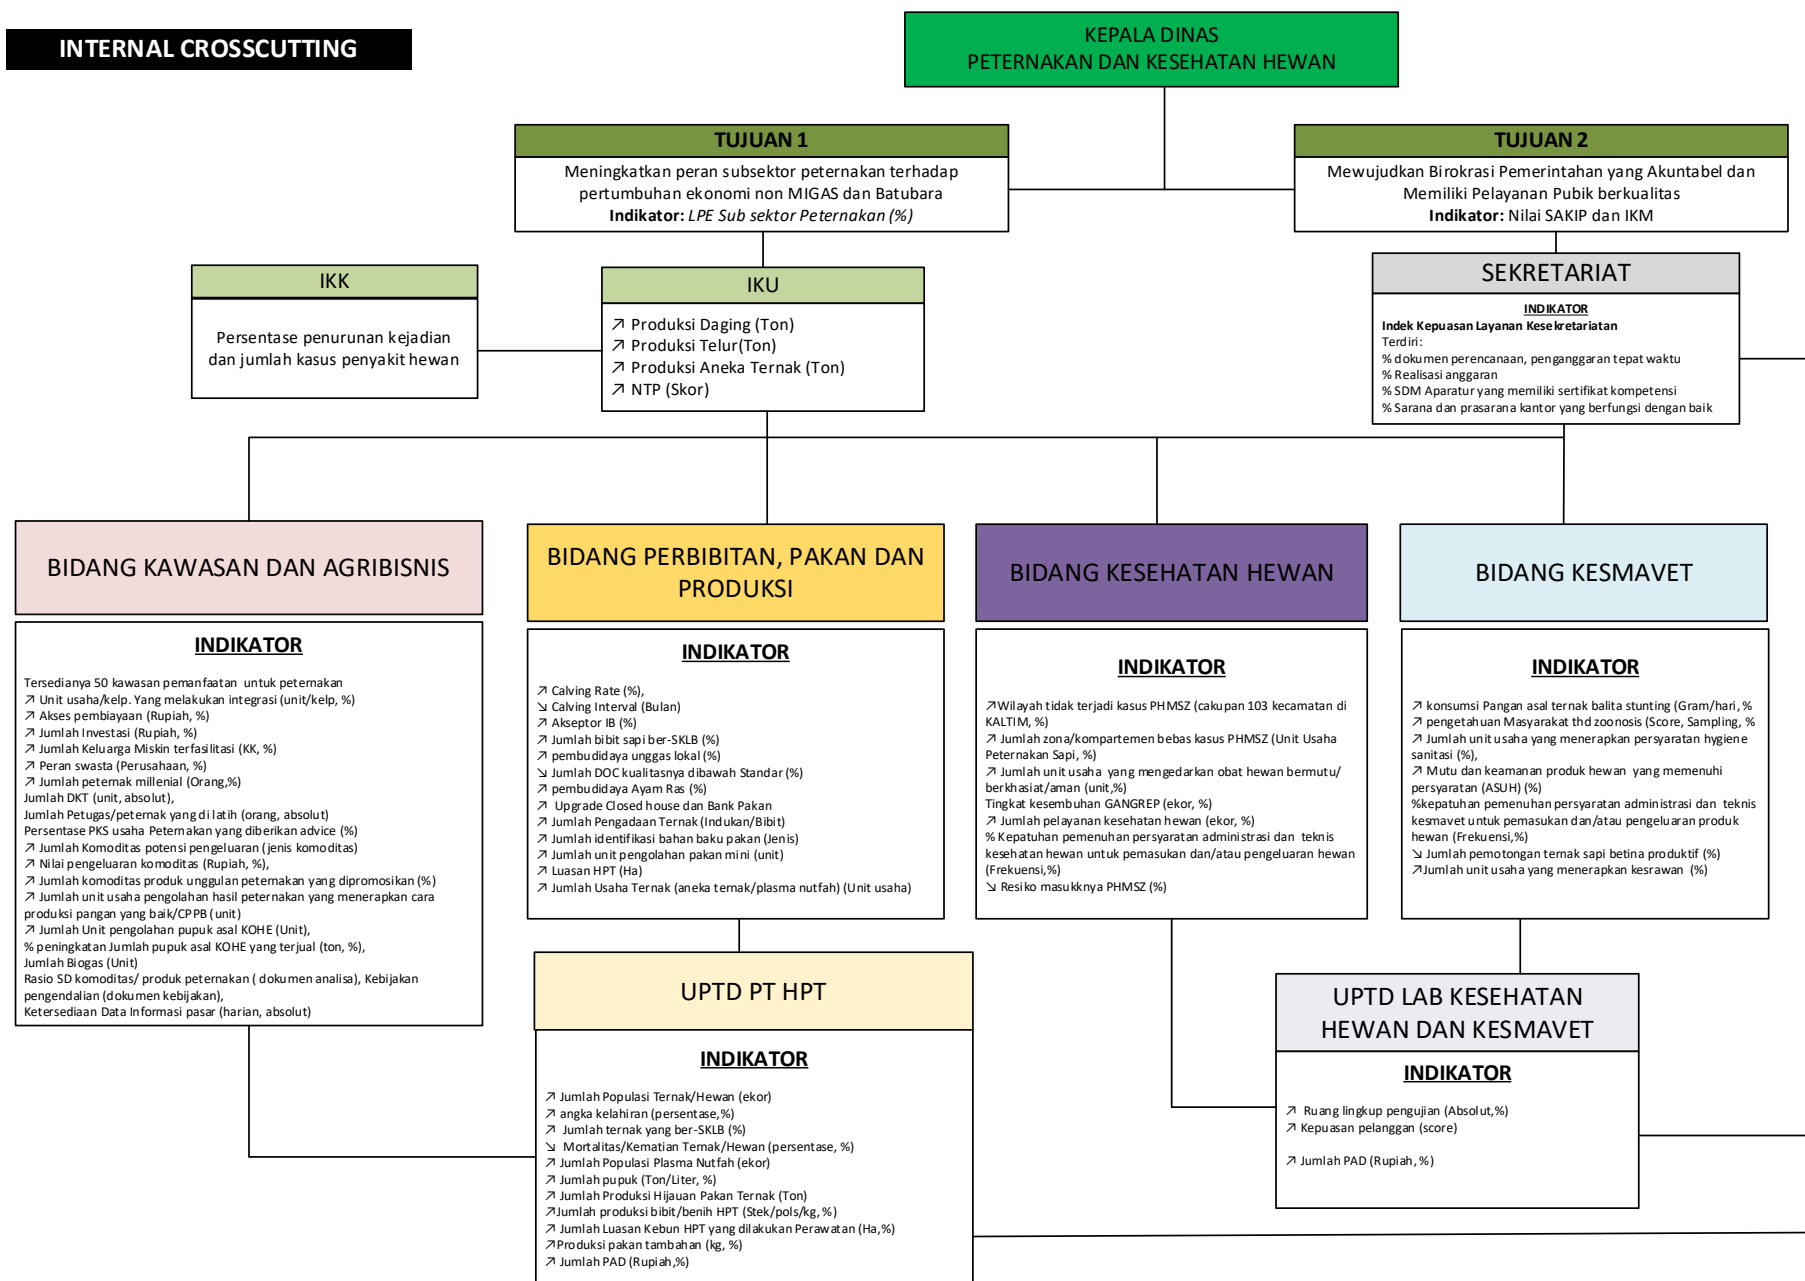 INTERNAL CROSSCUTTING
KEPALA DINAS
PETERNAKAN DAN KESEHATAN HEWAN
TUJUAN 1
Meningkatkan peran subsektor peternakan terhadap
pertumbuhan ekonomi non MIGAS dan Batubara
Indikator: LPE Sub sektor Peternakan (%)
TUJUAN 2
Mewujudkan Birokrasi Pemerintahan yang Akuntabel dan
Memiliki Pelayanan Pubik berkualitas
Indikator: Nilai SAKIP dan IKM
IKK
Persentase penurunan kejadian
dan jumlah kasus penyakit hewan
IKU
↗ Produksi Daging (Ton)
↗ Produksi Telur(Ton)
↗ Produksi Aneka Ternak (Ton)
↗ NTP (Skor)
SEKRETARIAT
INDIKATOR
Indek Kepuasan Layanan Kesekretariatan
Terdiri:
% dokumen perencanaan, penganggaran tepat waktu
% Realisasi anggaran
% SDM Aparatur yang memiliki sertifikat kompetensi
% Sarana dan prasarana kantor yang berfungsi dengan baik
BIDANG KAWASAN DAN AGRIBISNIS
INDIKATOR
Tersedianya 50 kawasan pemanfaatan untuk peternakan
↗ Unit usaha/kelp. Yang melakukan integrasi (unit/kelp, %)
↗ Akses pembiayaan (Rupiah, %)
↗ Jumlah Investasi (Rupiah, %)
↗ Jumlah Keluarga Miskin terfasilitasi (KK, %)
↗ Peran swasta (Perusahaan, %)
↗ Jumlah peternak millenial (Orang,%)
Jumlah DKT (unit, absolut),
Jumlah Petugas/peternak yang di latih (orang, absolut)
Persentase PKS usaha Peternakan yang diberikan advice (%)
↗ Jumlah Komoditas potensi pengeluaran (jenis komoditas)
↗ Nilai pengeluaran komoditas (Rupiah, %),
↗ Jumlah komoditas produk unggulan peternakan yang dipromosikan (%)
↗ Jumlah unit usaha pengolahan hasil peternakan yang menerapkan cara
produksi pangan yang baik/CPPB (unit)
↗ Jumlah Unit pengolahan pupuk asal KOHE (Unit),
% peningkatan Jumlah pupuk asal KOHE yang terjual (ton, %),
Jumlah Biogas (Unit)
Rasio SD komoditas/ produk peternakan ( dokumen analisa), Kebijakan
pengendalian (dokumen kebijakan),
Ketersediaan Data Informasi pasar (harian, absolut)
BIDANG PERBIBITAN, PAKAN DAN
PRODUKSI
INDIKATOR
↗ Calving Rate (%),
↘ Calving Interval (Bulan)
↗ Akseptor IB (%)
↗ Jumlah bibit sapi ber-SKLB (%)
↗ pembudidaya unggas lokal (%)
↘ Jumlah DOC kualitasnya dibawah Standar (%)
↗ pembudidaya Ayam Ras (%)
↗ Upgrade Closed house dan Bank Pakan
↗ Jumlah Pengadaan Ternak (Indukan/Bibit)
↗ Jumlah identifikasi bahan baku pakan (Jenis)
↗ Jumlah unit pengolahan pakan mini (unit)
↗ Luasan HPT (Ha)
↗ Jumlah Usaha Ternak (aneka ternak/plasma nutfah) (Unit usaha)
BIDANG KESEHATAN HEWAN
INDIKATOR
↗Wilayah tidak terjadi kasus PHMSZ (cakupan 103 kecamatan di
KALTIM, %)
↗ Jumlah zona/kompartemen bebas kasus PHMSZ (Unit Usaha
Peternakan Sapi, %)
↗ Jumlah unit usaha yang mengedarkan obat hewan bermutu/
berkhasiat/aman (unit,%)
Tingkat kesembuhan GANGREP (ekor, %)
↗ Jumlah pelayanan kesehatan hewan (ekor, %)
% Kepatuhan pemenuhan persyaratan administrasi dan teknis
kesehatan hewan untuk pemasukan dan/atau pengeluaran hewan
(Frekuensi,%)
↘ Resiko masukknya PHMSZ (%)
BIDANG KESMAVET
INDIKATOR
↗ konsumsi Pangan asal ternak balita stunting (Gram/hari, %
↗ pengetahuan Masyarakat thd zoonosis (Score, Sampling, %
↗ Jumlah unit usaha yang menerapkan persyaratan hygiene
sanitasi (%),
↗ Mutu dan keamanan produk hewan yang memenuhi
persyaratan (ASUH) (%)
%kepatuhan pemenuhan persyaratan administrasi dan teknis
kesmavet untuk pemasukan dan/atau pengeluaran produk
hewan (Frekuensi,%)
↘ Jumlah pemotongan ternak sapi betina produktif (%)
↗Jumlah unit usaha yang menerapkan kesrawan (%)
UPTD PT HPT
INDIKATOR
↗ Jumlah Populasi Ternak/Hewan (ekor)
↗ angka kelahiran (persentase,%)
↗ Jumlah ternak yang ber-SKLB (%)
↘ Mortalitas/Kematian Ternak/Hewan (persentase, %)
↗ Jumlah Populasi Plasma Nutfah (ekor)
↗ Jumlah pupuk (Ton/Liter, %)
↗ Jumlah Produksi Hijauan Pakan Ternak (Ton)
↗Jumlah produksi bibit/benih HPT (Stek/pols/kg, %)
↗ Jumlah Luasan Kebun HPT yang dilakukan Perawatan (Ha,%)
↗Produksi pakan tambahan (kg, %)
↗ Jumlah PAD (Rupiah,%)
UPTD LAB KESEHATAN
HEWAN DAN KESMAVET
INDIKATOR
↗ Ruang lingkup pengujian (Absolut,%)
↗ Kepuasan pelanggan (score)
↗ Jumlah PAD (Rupiah, %)